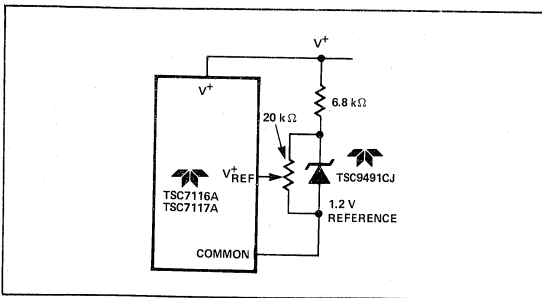 V+
V+
6.8 kΩ
20 kΩ
V+REF
TSC9491CJ
TSC7116A
TSC7117A
1.2 V
REFERENCE
COMMON